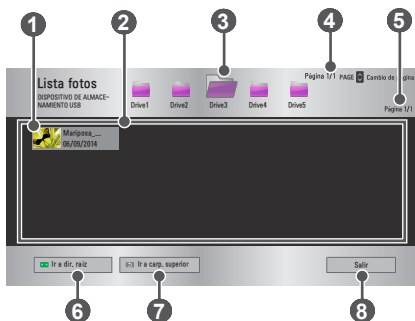 1
2
3
4
5
Lista fotos
DISPOSITIVO DE ALMACE-
NAMIENTO USB
Drive1
Drive2
Drive3
Drive4
Drive5
Página 1/1
PAGE
Cambio de página
Página 1/1
Mariposa_...
06/09/2014
Ir a dir. raíz
Ir a carp. superior
Salir
6
7
8